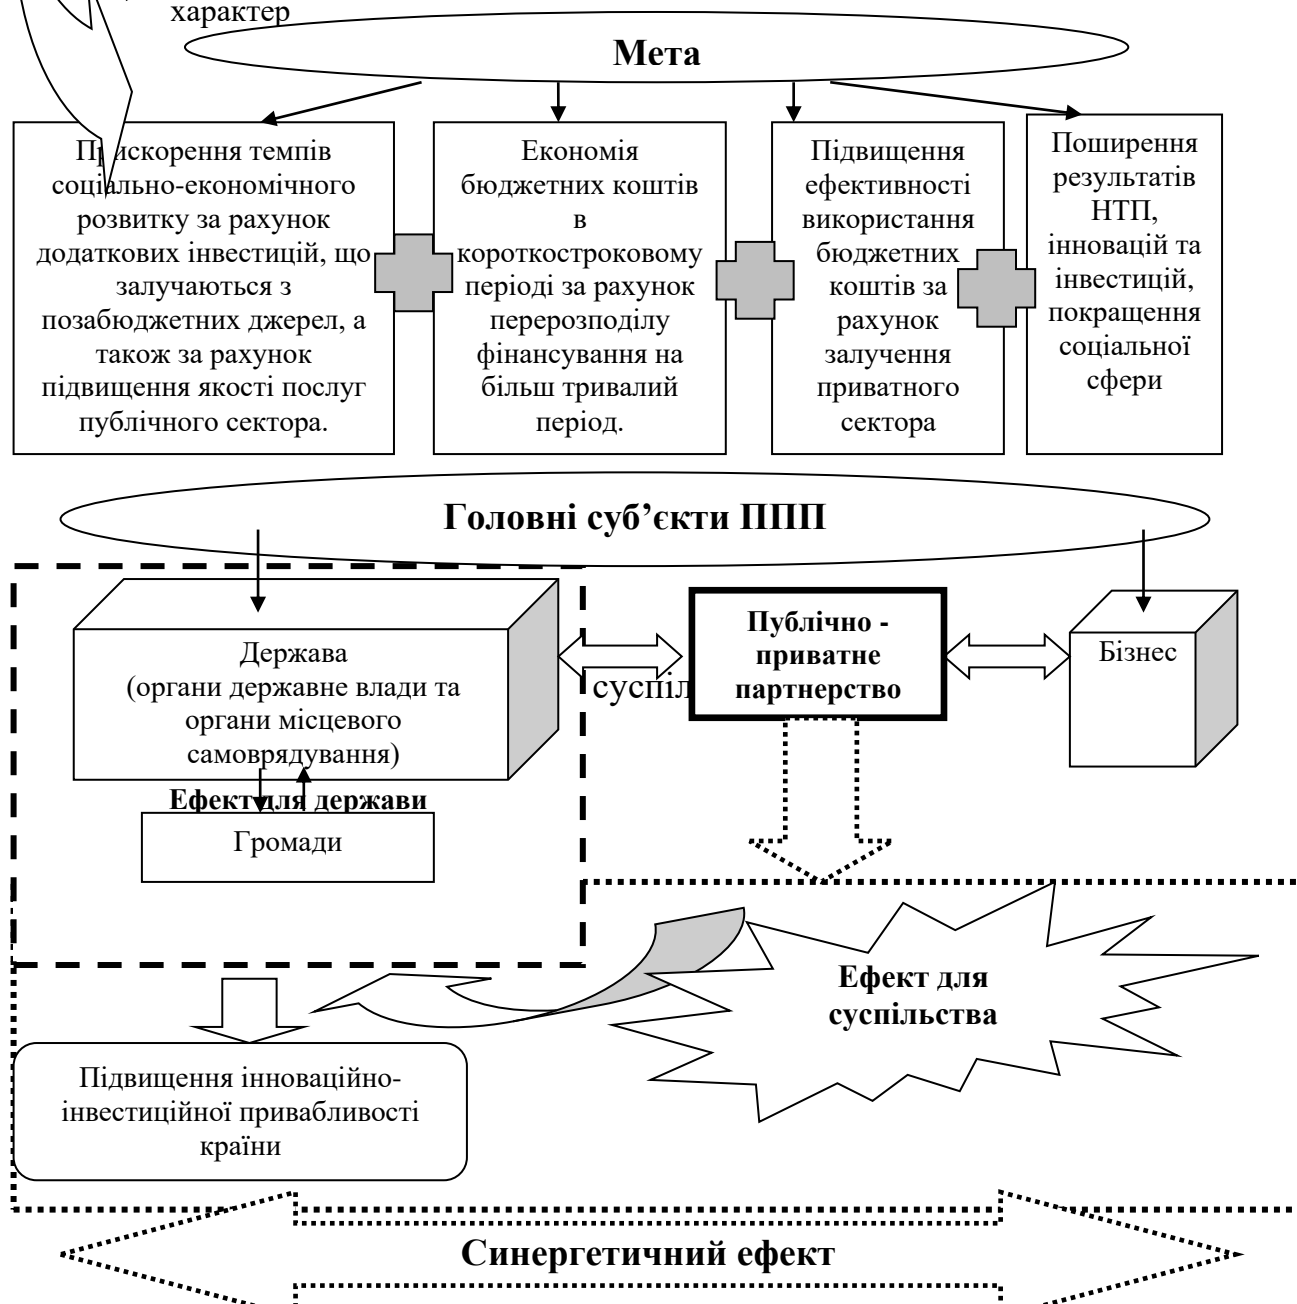 характер
Мета
Прискорення темпів
соціально-економічного
розвитку за рахунок
додаткових інвестицій, що
залучаються з
позабюджетних джерел, а
також за рахунок
підвищення якості послуг
публічного сектора.
Економія
бюджетних коштів
в
короткостроковому
періоді за рахунок
перерозподілу
фінансування на
більш тривалий
період.
Підвищення
ефективності
використання
бюджетних
коштів за
рахунок
залучення
приватного
сектора
Поширення
результатів
НТП,
інновацій та
інвестицій,
покращення
соціальної
сфери
Головні суб’єкти ППП
Держава
(органи державне влади та
органи місцевого
самоврядування)
суспіл
Публічно -
приватне
партнерство
Бізнес
Ефект для держави
Громади
Ефект для
суспільства
Підвищення інноваційно-
інвестиційної привабливості
країни
Синергетичний ефект